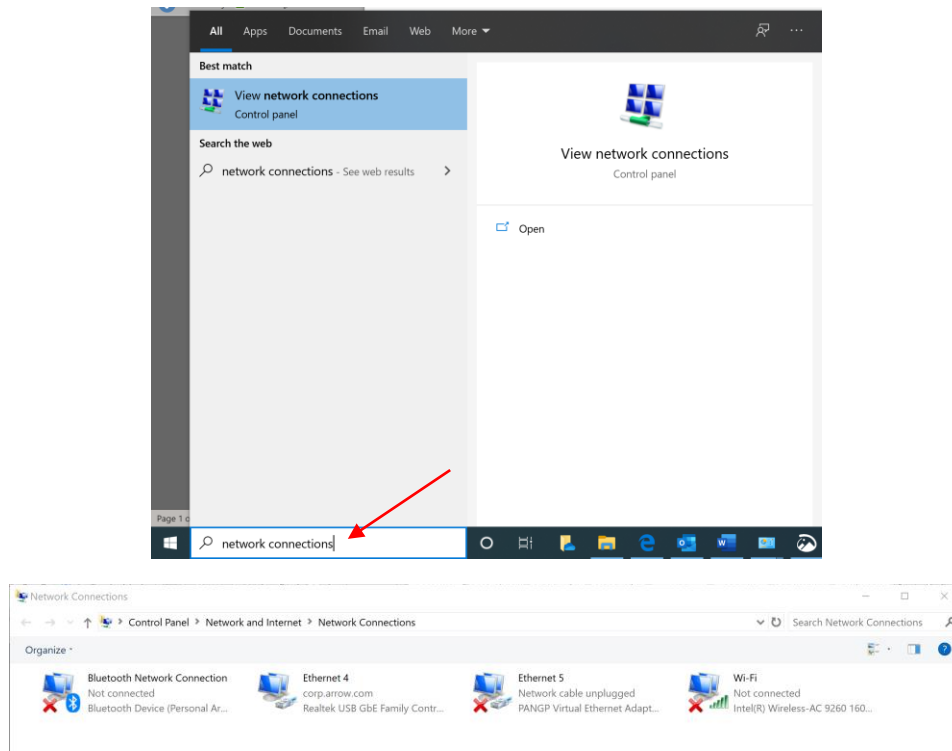 All Apps Documents Email Web More
Best match
View network connections
Control panel
Search the web
network connections - See web results
View network connections
Control panel
Open
Page 1
network connections
Network Connections
Control Panel > Network and Internet > Network Connections
Search Network Connections
Organize
Bluetooth Network Connection
Not connected
Bluetooth Device (Personal Ar...
Ethernet 4
corp.arrow.com
Realtek USB GbE Family Contr...
Ethernet 5
Network cable unplugged
PANGP Virtual Ethernet Adapt...
Wi-Fi
Not connected
Intel(R) Wireless-AC 9260 160...